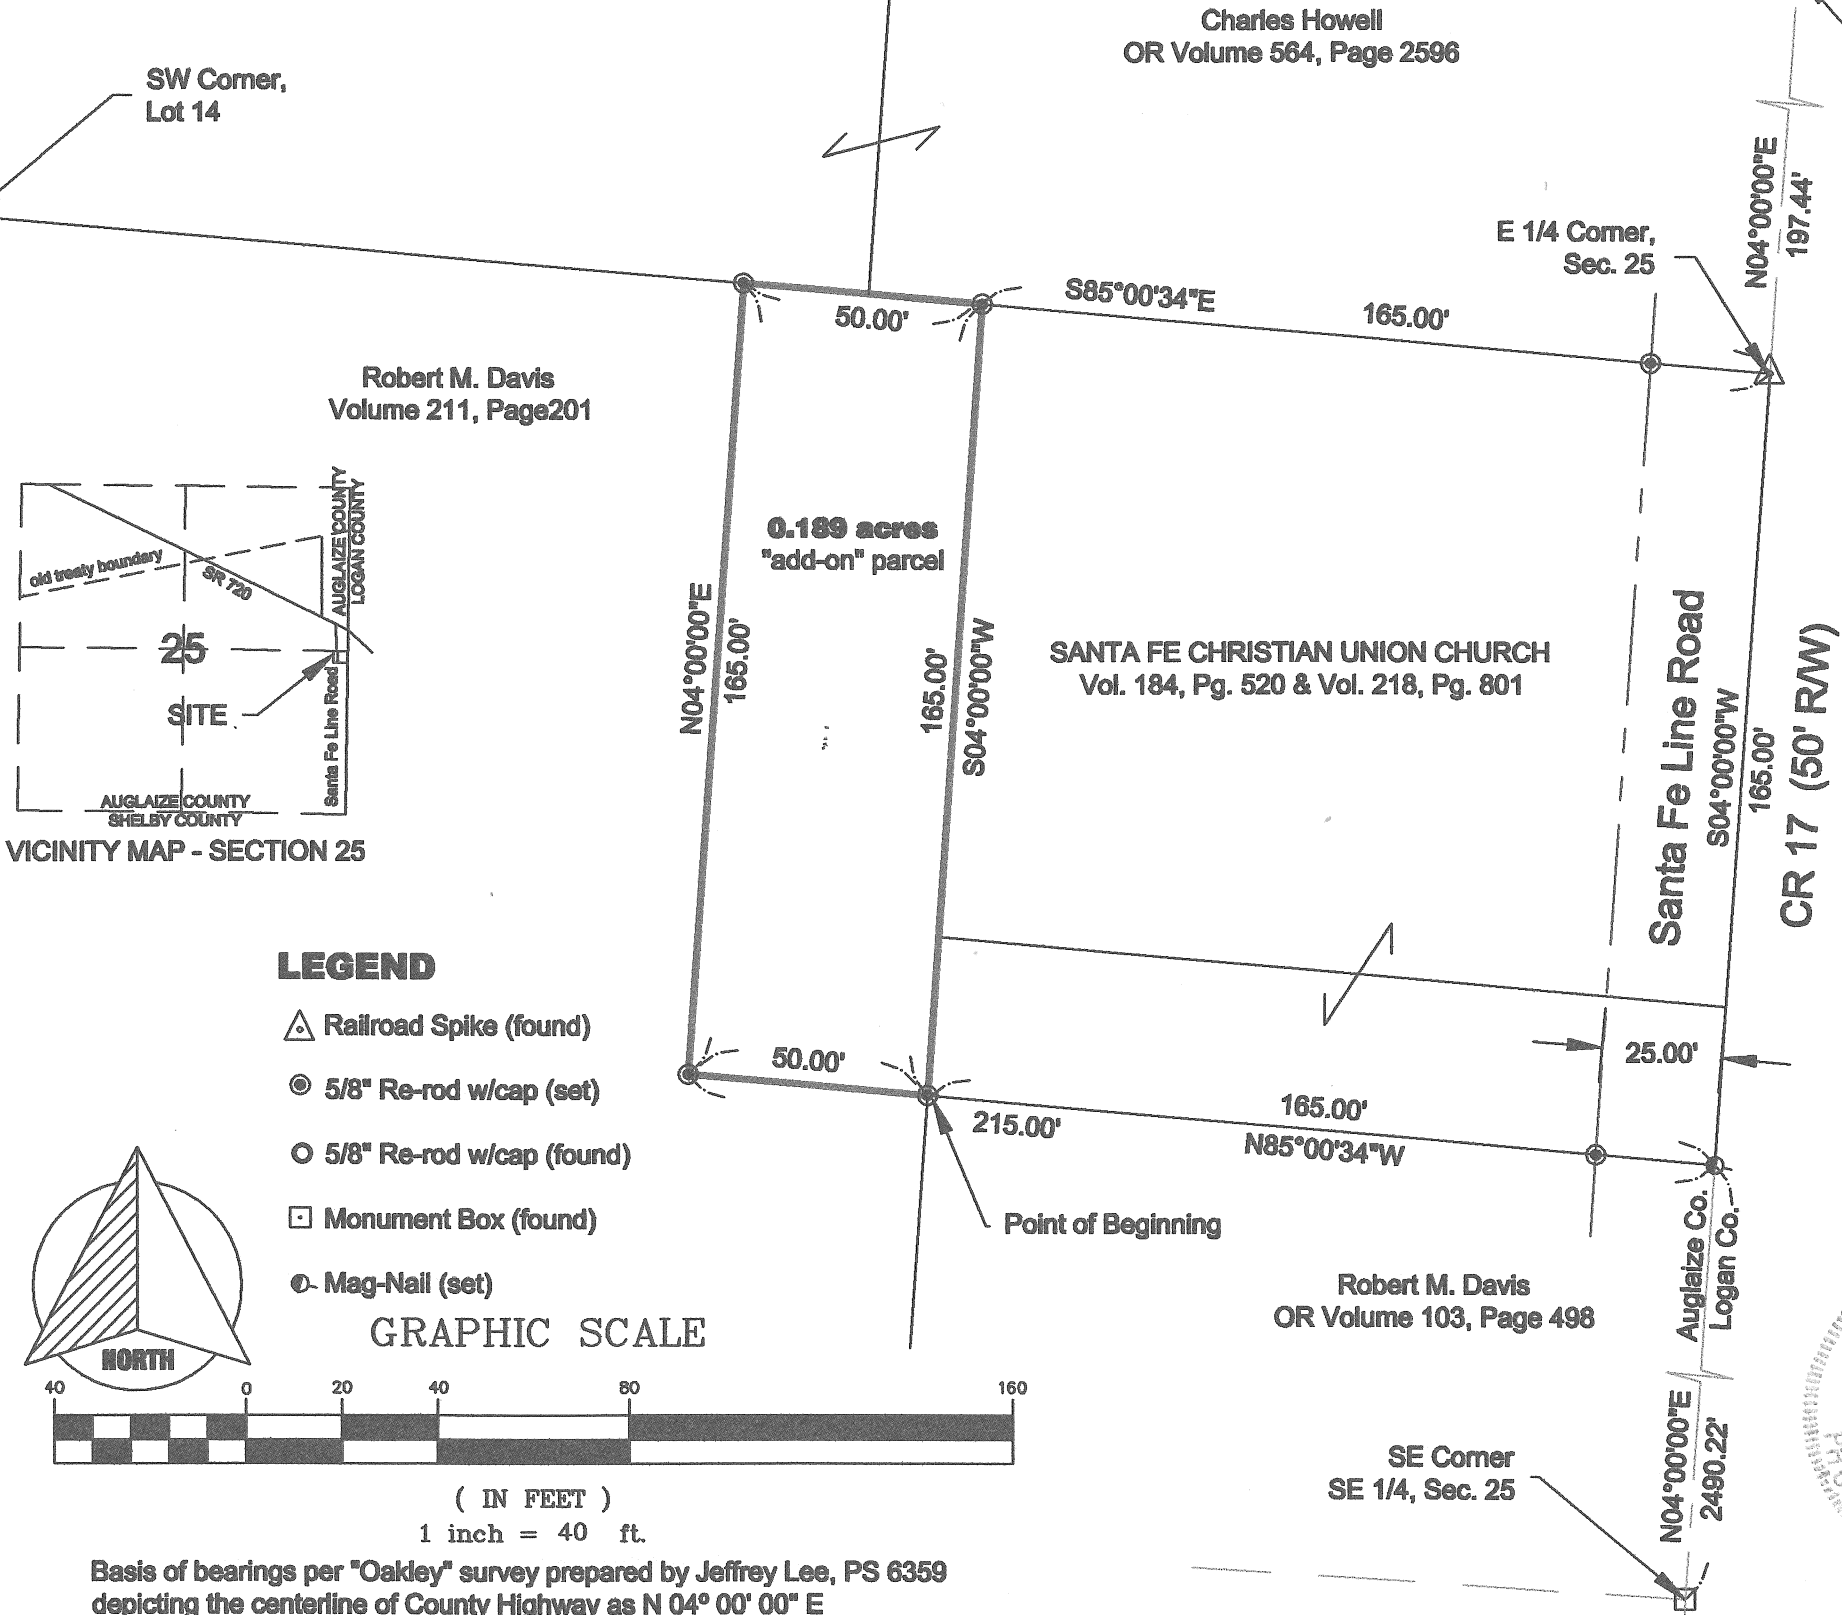 Charles Howell
OR Volume 564, Page 2596
SW Corner,
Lot 14
N04°00'00"E
197.44'
E 1/4 Corner,
Sec. 25
S85°00'34"E
165.00'
50.00'
Robert M. Davis
Volume 211, Page201
0.189 acres
"add-on" parcel
N04°00'00"E
165.00'
165.00'
S04°00'00"W
SANTA FE CHRISTIAN UNION CHURCH
Vol. 184, Pg. 520 & Vol. 218, Pg. 801
Santa Fe Line Road
S04°00'00"W
165.00'
CR 17 (50' R/W)
AUGLAIZE COUNTY
LOGAN COUNTY
old treaty boundary
SR 720
25
SITE
Santa Fe Line Road
AUGLAIZE COUNTY
SHELBY COUNTY
VICINITY MAP - SECTION 25
LEGEND
Railroad Spike (found)
5/8" Re-rod w/cap (set)
5/8" Re-rod w/cap (found)
Monument Box (found)
Mag-Nail (set)
50.00'
25.00'
215.00'
165.00'
N85°00'34"W
Point of Beginning
Auglaize Co.
Logan Co.
Robert M. Davis
OR Volume 103, Page 498
N04°00'00"E
2490.22'
SE Corner
SE 1/4, Sec. 25
NORTH
GRAPHIC SCALE
40 0 20 40 80 160
( IN FEET )
1 inch = 40 ft.
Basis of bearings per "Oakley" survey prepared by Jeffrey Lee, PS 6359
depicting the centerline of County Highway as N 04° 00' 00" E